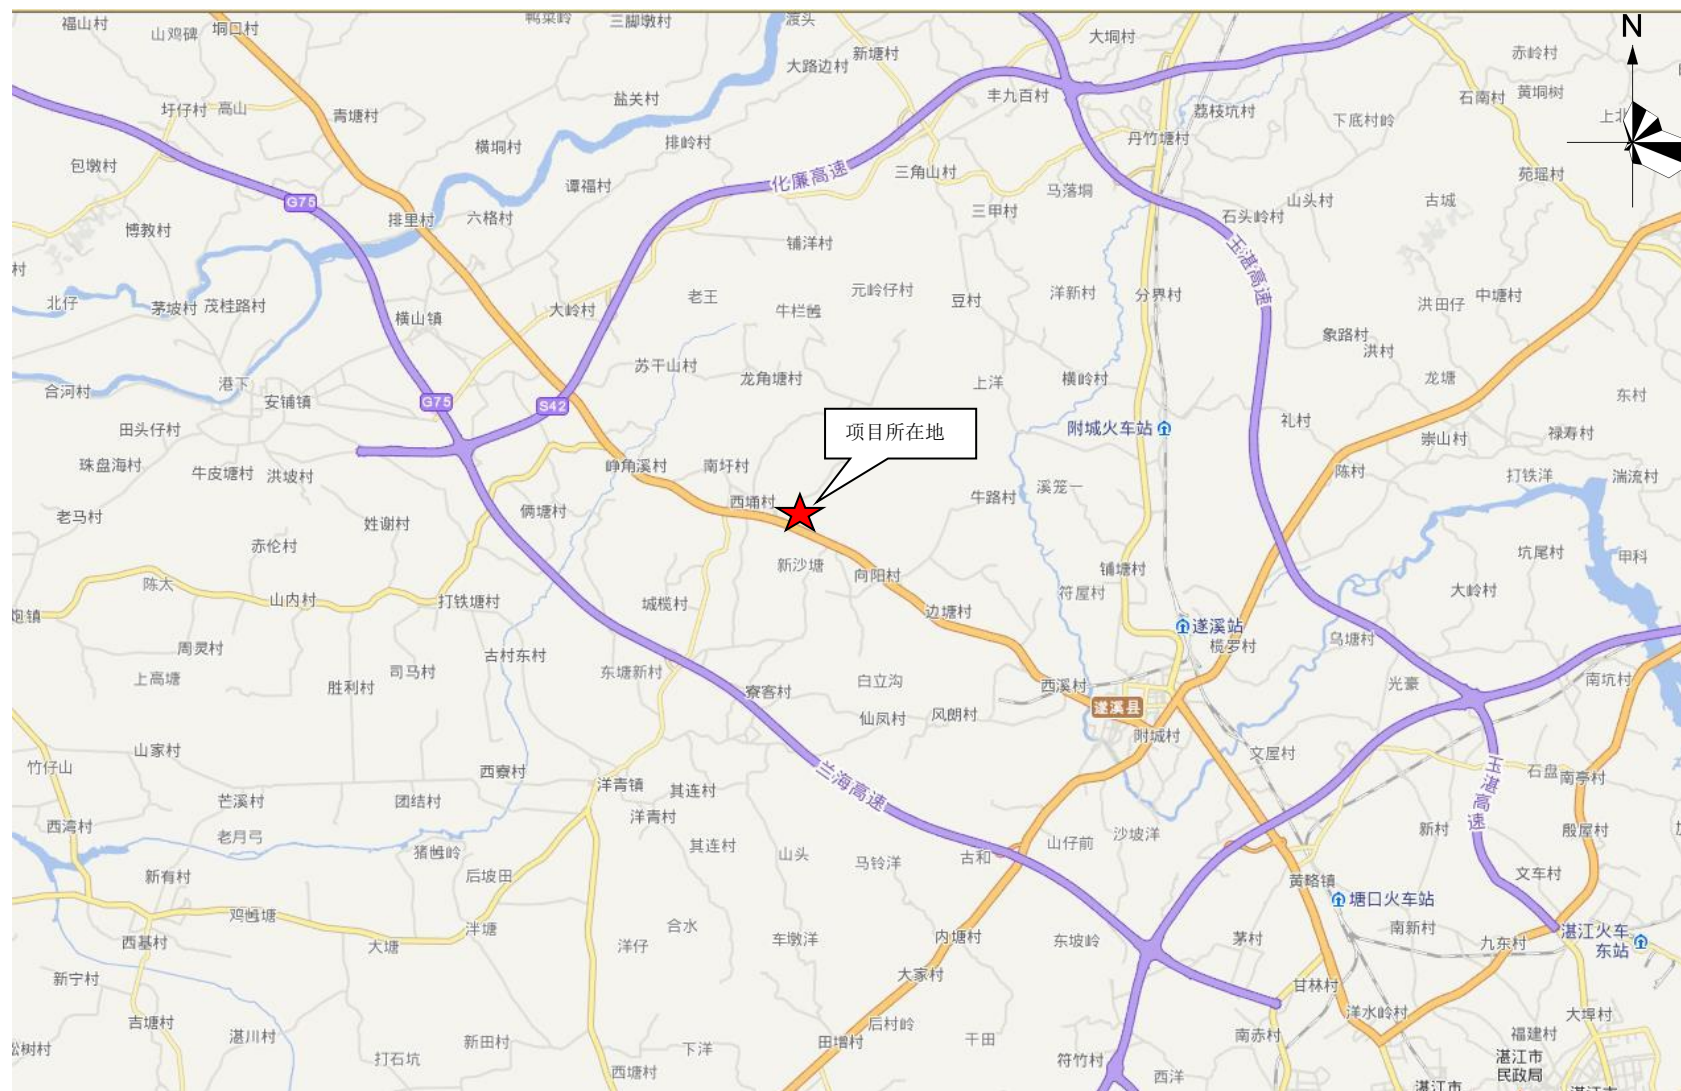 福山村
山鸡碑
垌口村
鸭菜岭
三脚墩村
渡头
大垌村
N
新塘村
大路边村
赤岭村
丰九百村
石南村
黄垌树
圩仔村
高山
青塘村
盐关村
荔枝坑村
下底村岭
上北
横垌村
排岭村
丹竹塘村
包墩村
谭福村
化廉高速
三角山村
马落垌
苑瑶村
G75
排里村
六格村
三甲村
石头岭村
山头村
古城
博教村
铺洋村
玉湛高速
村
北仔
茅坡村
茂桂路村
横山镇
大岭村
老王
牛栏
元岭仔村
豆村
洋新村
分界村
洪田仔
中塘村
象路村
洪村
合河村
港下
安铺镇
G75
S42
苏干山村
龙角塘村
上洋
横岭村
龙塘
东村
田头仔村
项目所在地
附城火车站
礼村
崇山村
禄寿村
珠盘海村
牛皮塘村
洪坡村
峥角溪村
南圩村
陈村
打铁洋
湍流村
老马村
姓谢村
俩塘村
西埇村
牛路村
溪笼一
赤伦村
新沙塘
向阳村
铺塘村
坑尾村
甲科
陈太
山内村
打铁塘村
城榄村
边塘村
符屋村
大岭村
炮镇
周灵村
古村东村
遂溪站
榄罗村
乌塘村
上高塘
胜利村
司马村
东塘新村
寮客村
白立沟
西溪村
光豪
南坑村
遂溪县
仙凤村
风朗村
附城村
山家村
竹仔山
西寮村
兰海高速
文屋村
石盘
南亭村
玉湛高速
芒溪村
团结村
洋青镇
其连村
洋青村
西湾村
老月弓
沙坡洋
新村
殷屋村
其连村
山头
马铃洋
古和
山仔前
新有村
后坡田
黄略镇
文车村
塘口火车站
大塘
泮塘
洋仔
合水
车墩洋
内塘村
东坡岭
茅村
南新村
九东村
湛江火车
东站
西基村
新宁村
大家村
甘林村
吉塘村
湛川村
新田村
打石坑
下洋
西塘村
田增村
后村岭
干田
符竹村
西洋
南赤村
洋水岭村
大埠村
福建村
湛江市
民政局
松树村
湛江市
湛江市